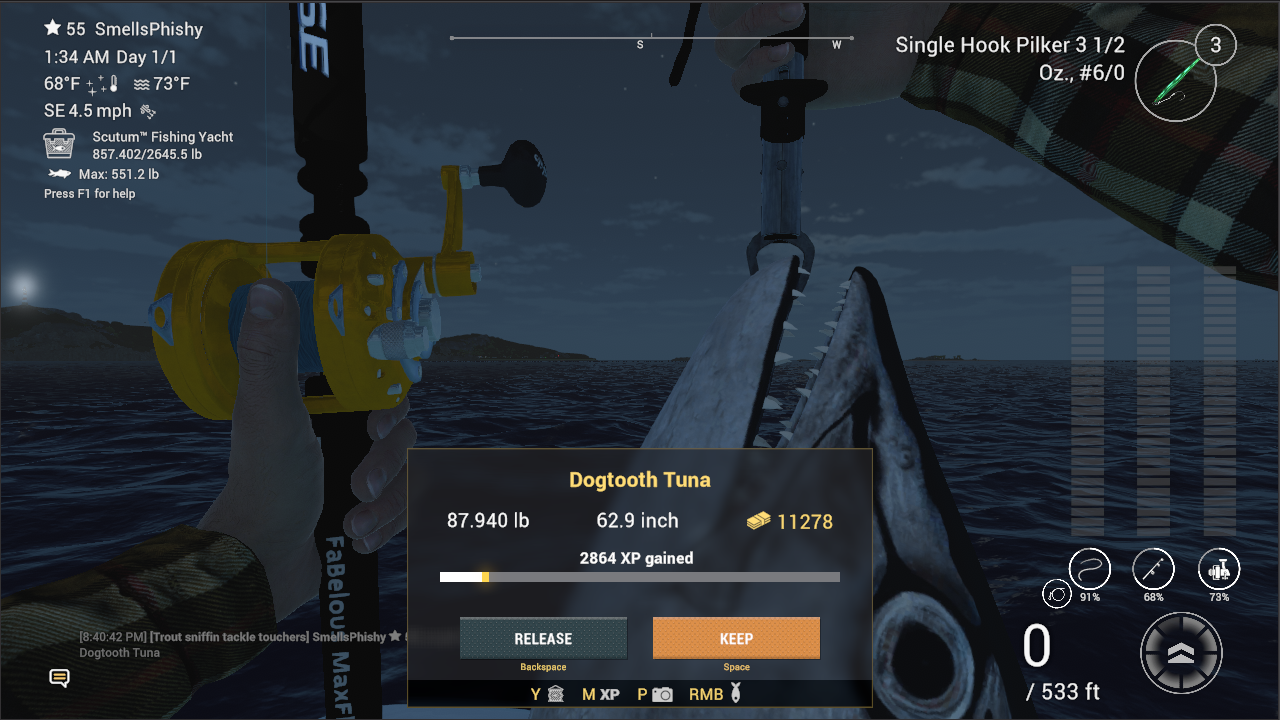 55 SmellsPhishy
1:34 AM Day 1/1
68°F 73°F
SE 4.5 mph
Scutum™ Fishing Yacht
857.402/2645.5 lb
Max: 551.2 lb
Press F1 for help
SE
S W
Single Hook Pilker 3 1/2
Oz., #6/0
3
Dogtooth Tuna
87.940 lb 62.9 inch 11278
2864 XP gained
RELEASE KEEP
Backspace Space
Y M XP P RMB
[8:40:42 PM] [Trout sniffin tackle touchers] SmellsPhishy
Dogtooth Tuna
91% 68% 73%
0
/ 533 ft